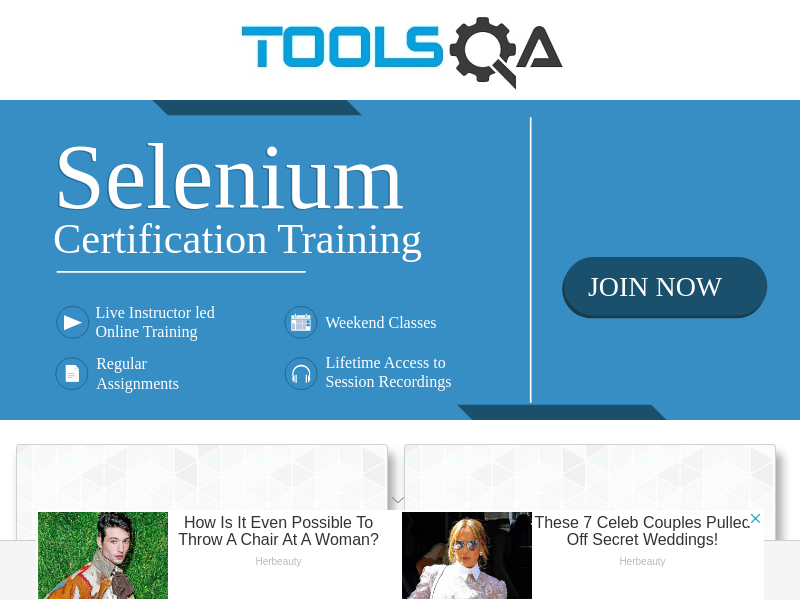 TOOLSQA
Selenium
Certification Training
JOIN NOW
Live Instructor led
Online Training
Weekend Classes
Regular
Assignments
Lifetime Access to
Session Recordings
How Is It Even Possible To
Throw A Chair At A Woman?
Herbeauty
These 7 Celeb Couples Pulled
Off Secret Weddings!
Herbeauty